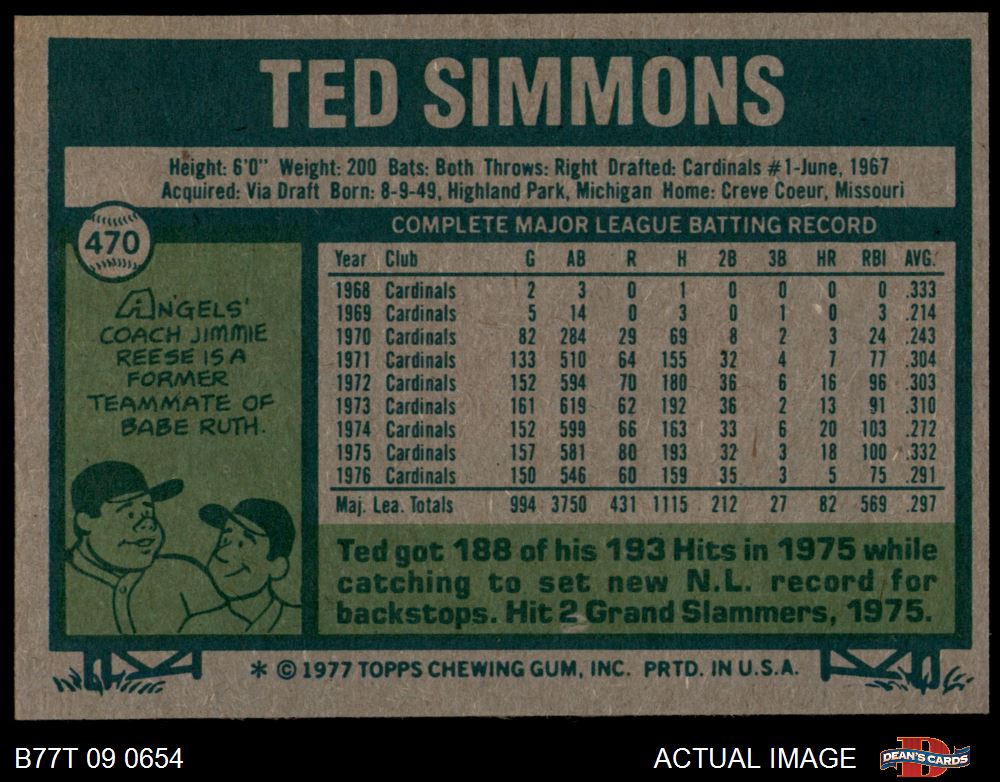 TED SIMMONS
Height: 6'0" Weight: 200 Bats: Both Throws: Right Drafted: Cardinals #1-June, 1967
Acquired: Via Draft Born: 8-9-49, Highland Park, Michigan Home: Creve Coeur, Missouri
470
ANGELS'
COACH JIMMIE
REESE IS A
FORMER
TEAMMATE OF
BABE RUTH.
COMPLETE MAJOR LEAGUE BATTING RECORD
Year Club G AB R H 2B 3B HR RBI AVG.
1968 Cardinals 2 3 0 1 0 0 0 0 .333
1969 Cardinals 5 14 0 3 0 1 0 3 .214
1970 Cardinals 82 284 29 69 8 2 3 24 .243
1971 Cardinals 133 510 64 155 32 4 7 77 .304
1972 Cardinals 152 594 70 180 36 6 16 96 .303
1973 Cardinals 161 619 62 192 36 2 13 91 .310
1974 Cardinals 152 599 66 163 33 6 20 103 .272
1975 Cardinals 157 581 80 193 32 3 18 100 .332
1976 Cardinals 150 546 60 159 35 3 5 75 .291
Maj. Lea. Totals 994 3750 431 1115 212 27 82 569 .297
Ted got 188 of his 193 Hits in 1975 while
catching to set new N.L. record for
backstops. Hit 2 Grand Slammers, 1975.
* © 1977 TOPPS CHEWING GUM, INC. PRTD. IN U.S.A.
B77T 09 0654 ACTUAL IMAGE D DEAN'S CARDS